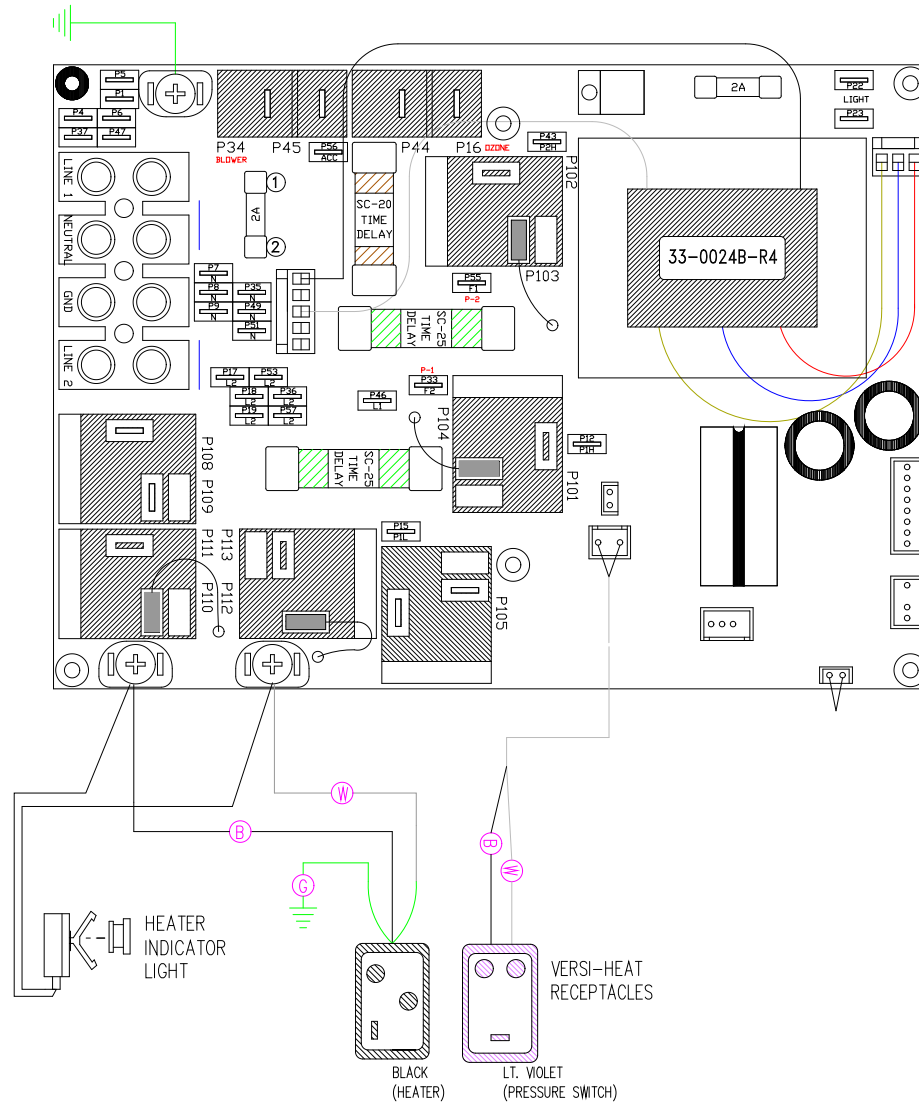 P5
P1
P4
P6
P37
P47
P34
BLOWER
P45
P56
ACC
P44
P16
OZONE
P43
P2H
P102
2A
P22
LIGHT
P23
LINE 1
NEUTRAL
GND
LINE 2
1
2A
2
SC-20
TIME
DELAY
P103
33-0024B-R4
P7
N
P8
N
P35
N
P9
N
P49
N
P51
N
P55
F1
P-2
SC-25
TIME
DELAY
P-1
P33
F2
P17
L2
P53
L2
P18
L2
P36
L2
P19
L2
P57
L2
P46
L1
P104
P101
P12
P1H
P108
P109
SC-25
TIME
DELAY
P111
P110
P113
P112
P15
P1L
P105
W
B
G
B
W
HEATER
INDICATOR
LIGHT
VERSI-HEAT
RECEPTACLES
BLACK
(HEATER)
LT. VIOLET
(PRESSURE SWITCH)